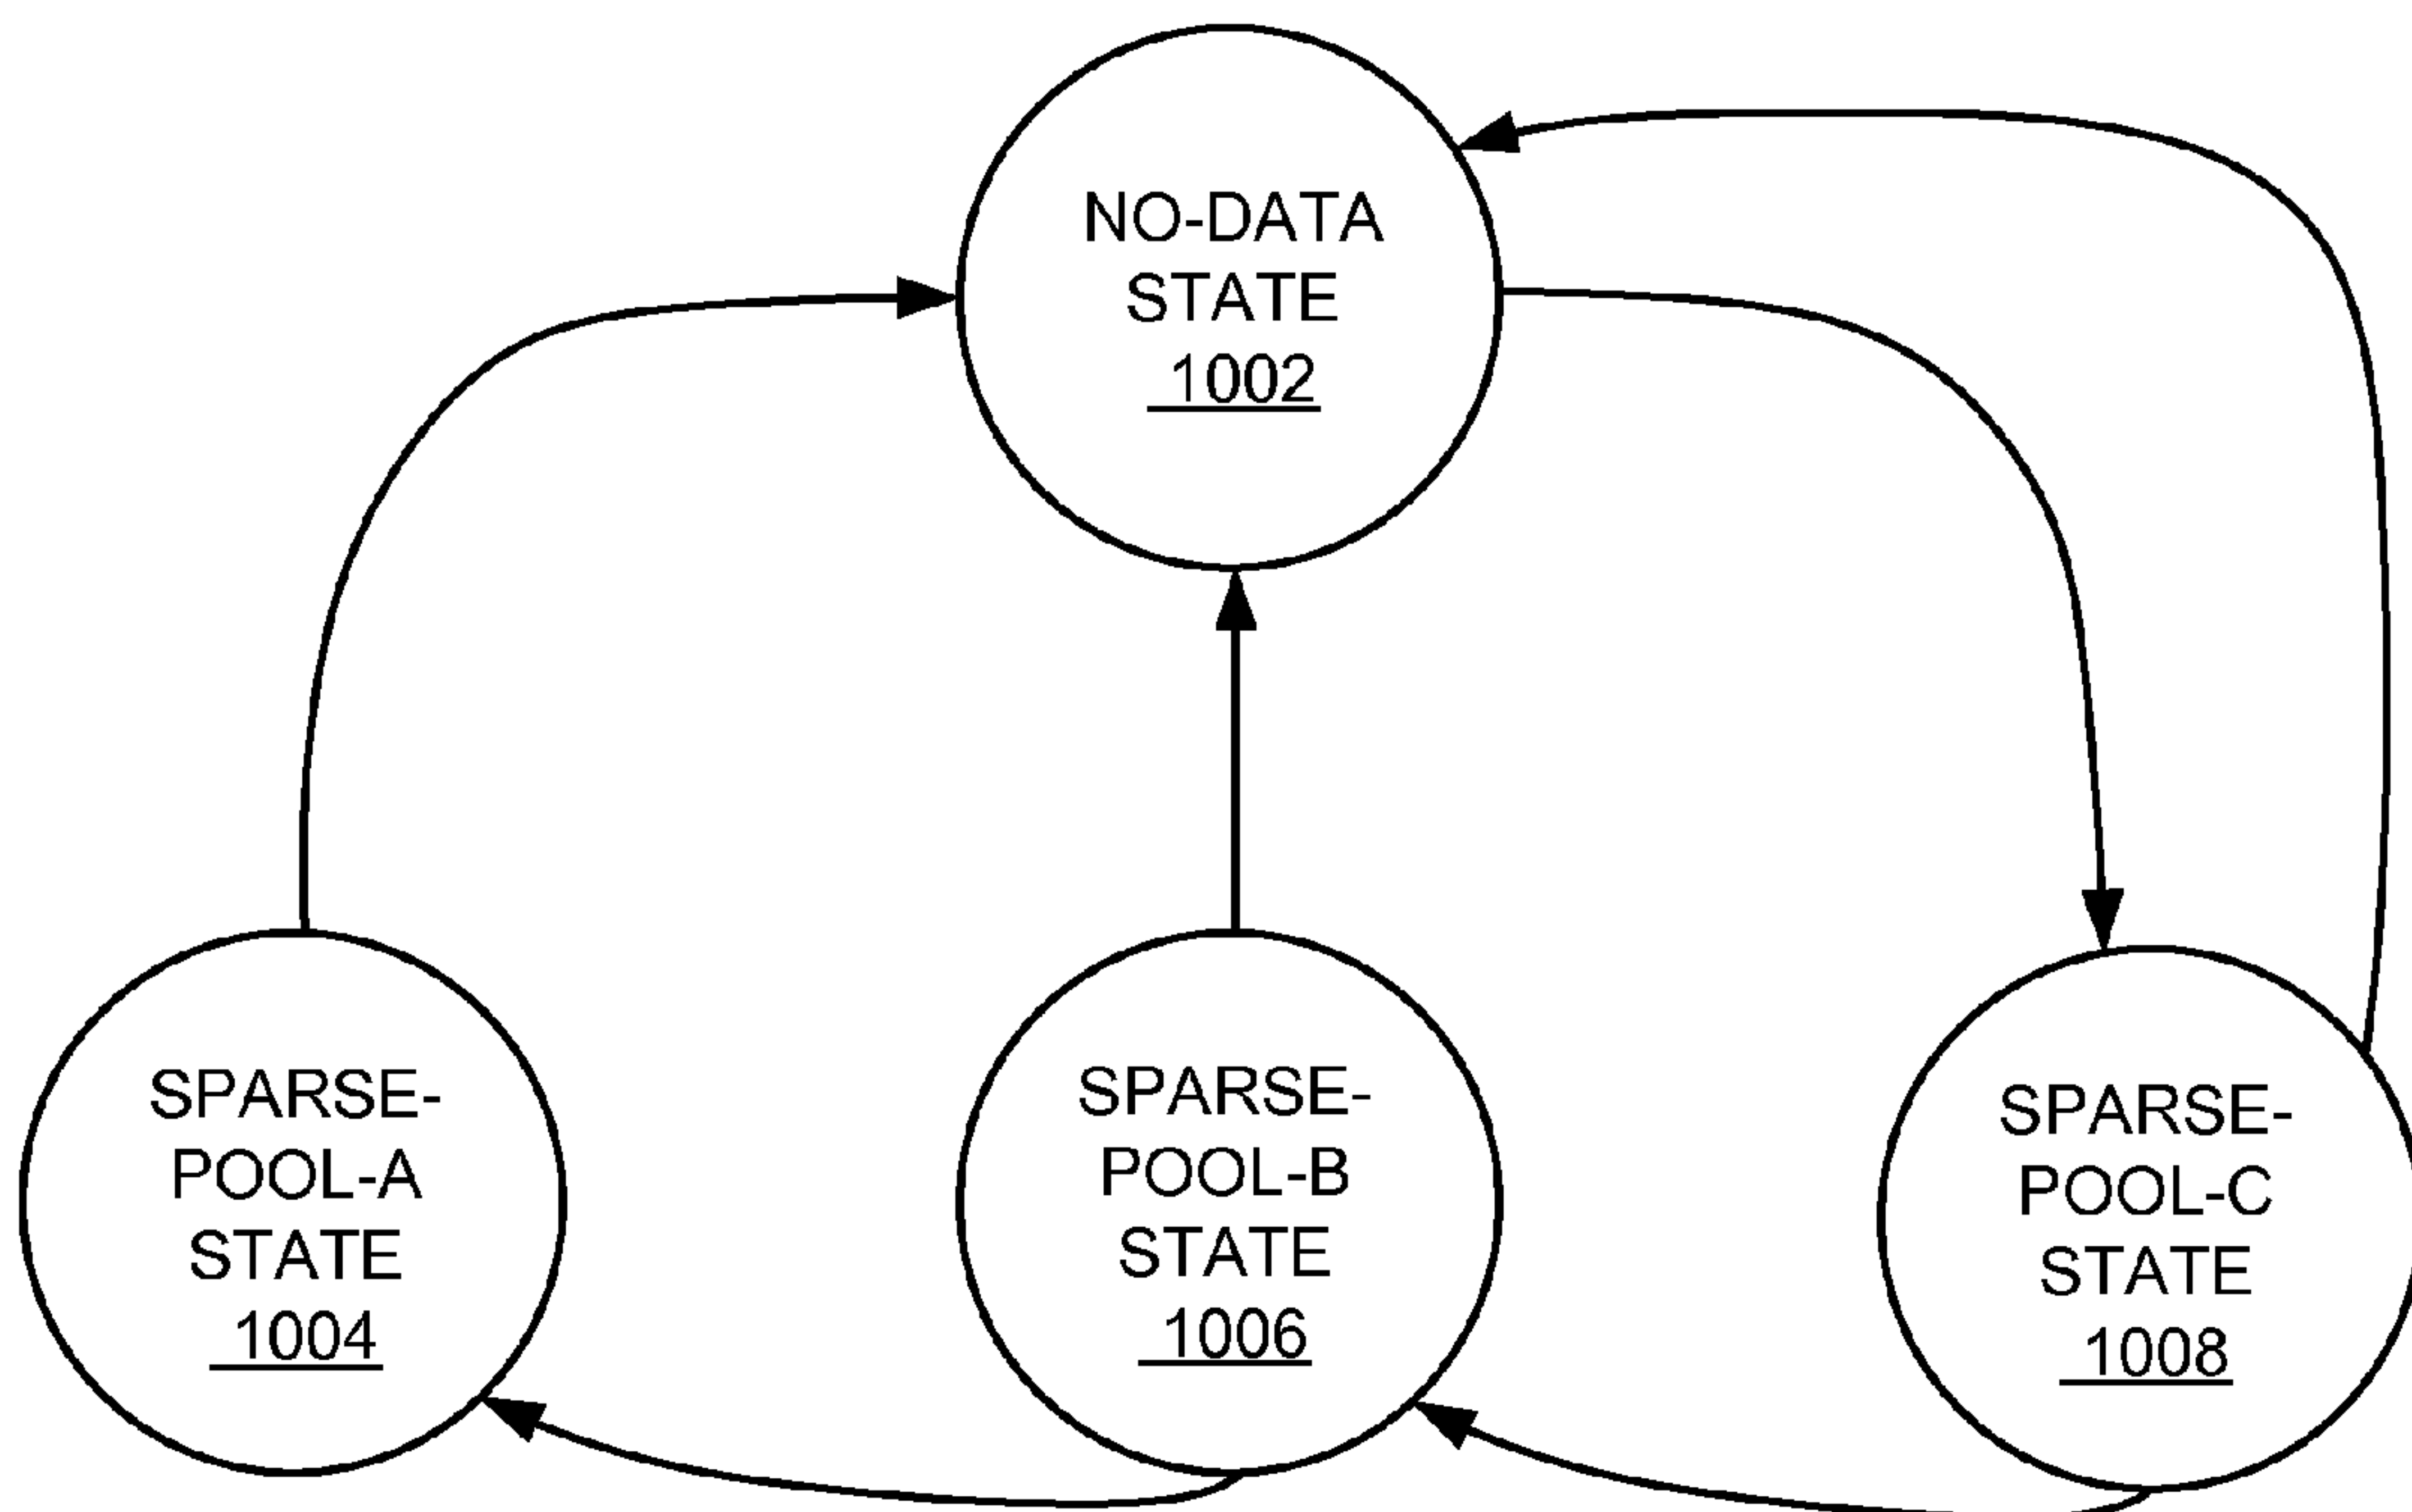 NO-DATA
STATE
1002
SPARSE-
POOL-A
STATE
1004
SPARSE-
POOL-B
STATE
1006
SPARSE-
POOL-C
STATE
1008